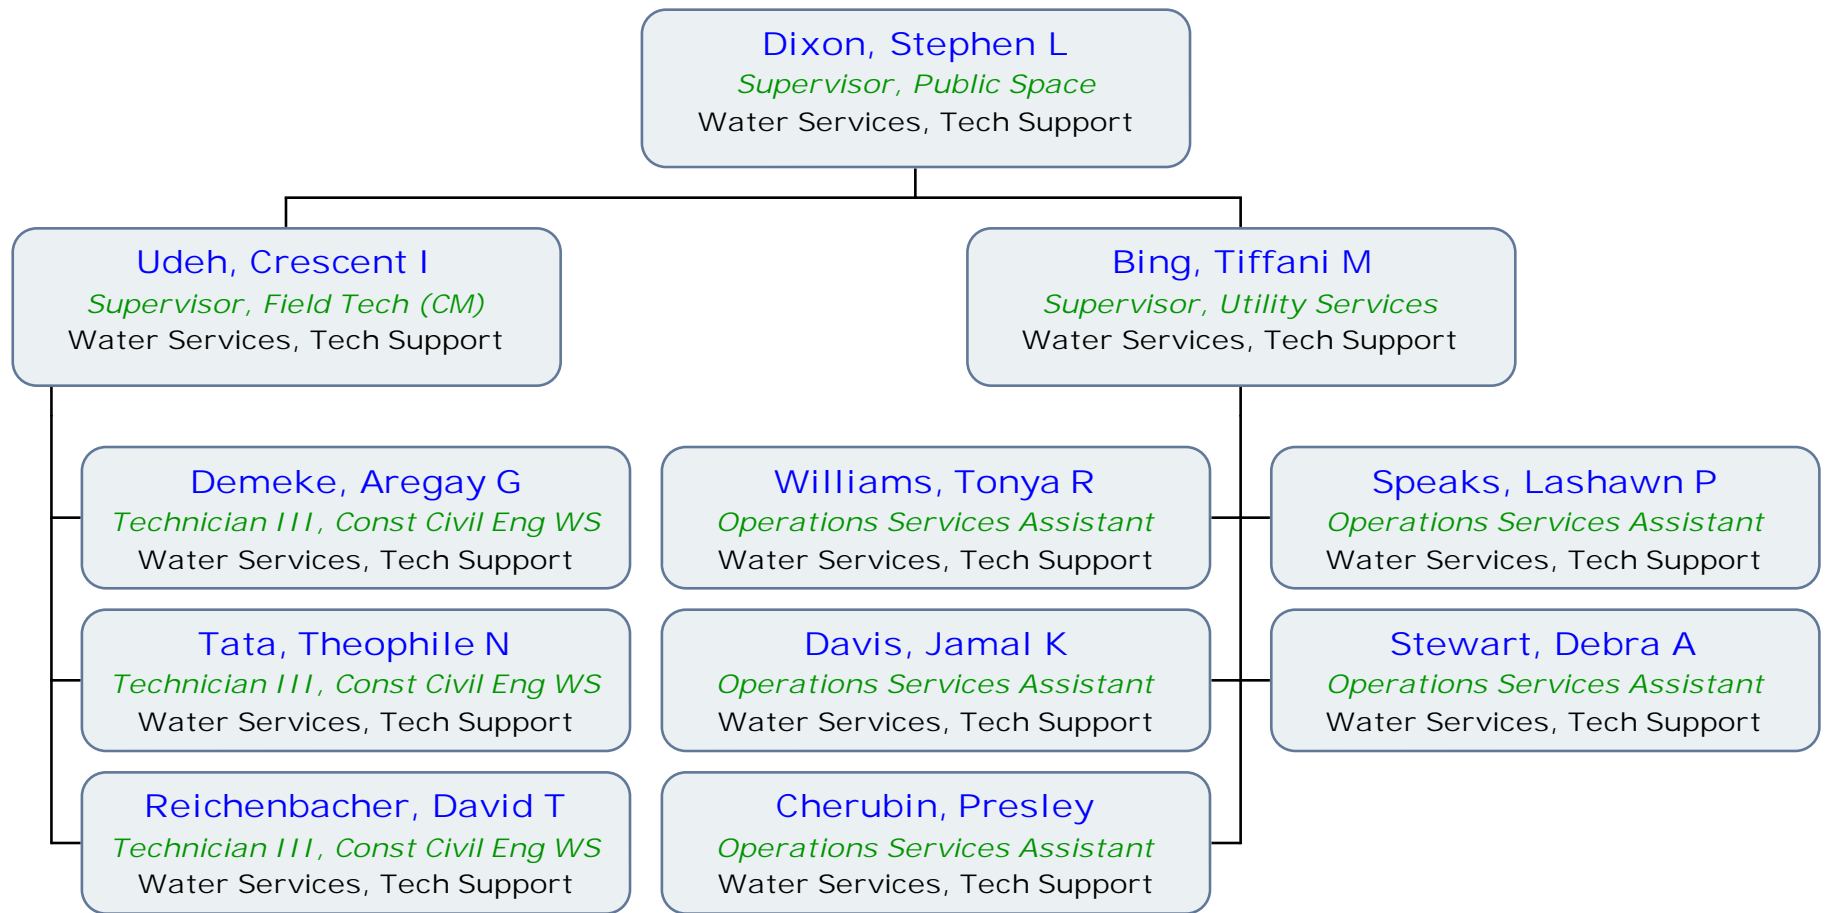 Dixon, Stephen L
Supervisor, Public Space
Water Services, Tech Support
Udeh, Crescent I
Supervisor, Field Tech (CM)
Water Services, Tech Support
Bing, Tiffani M
Supervisor, Utility Services
Water Services, Tech Support
Demeke, Aregay G
Technician III, Const Civil Eng WS
Water Services, Tech Support
Williams, Tonya R
Operations Services Assistant
Water Services, Tech Support
Speaks, Lashawn P
Operations Services Assistant
Water Services, Tech Support
Tata, Theophile N
Technician III, Const Civil Eng WS
Water Services, Tech Support
Davis, Jamal K
Operations Services Assistant
Water Services, Tech Support
Stewart, Debra A
Operations Services Assistant
Water Services, Tech Support
Reichenbacher, David T
Technician III, Const Civil Eng WS
Water Services, Tech Support
Cherubin, Presley
Operations Services Assistant
Water Services, Tech Support